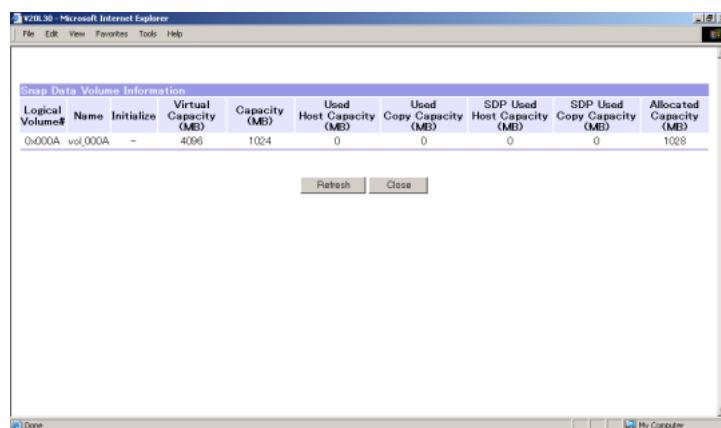 V20L30 - Microsoft Internet Explorer
File Edit View Favorites Tools Help
Snap Data Volume Information
Logical Volume# Name Initialize Virtual Capacity (MB) Capacity (MB) Used Host Capacity (MB) Used Copy Capacity (MB) SDP Used Host Capacity (MB) SDP Used Copy Capacity (MB) Allocated Capacity (MB)
0x000A vol_000A - 4096 1024 0 0 0 0 1028
Refresh Close
Done My Computer